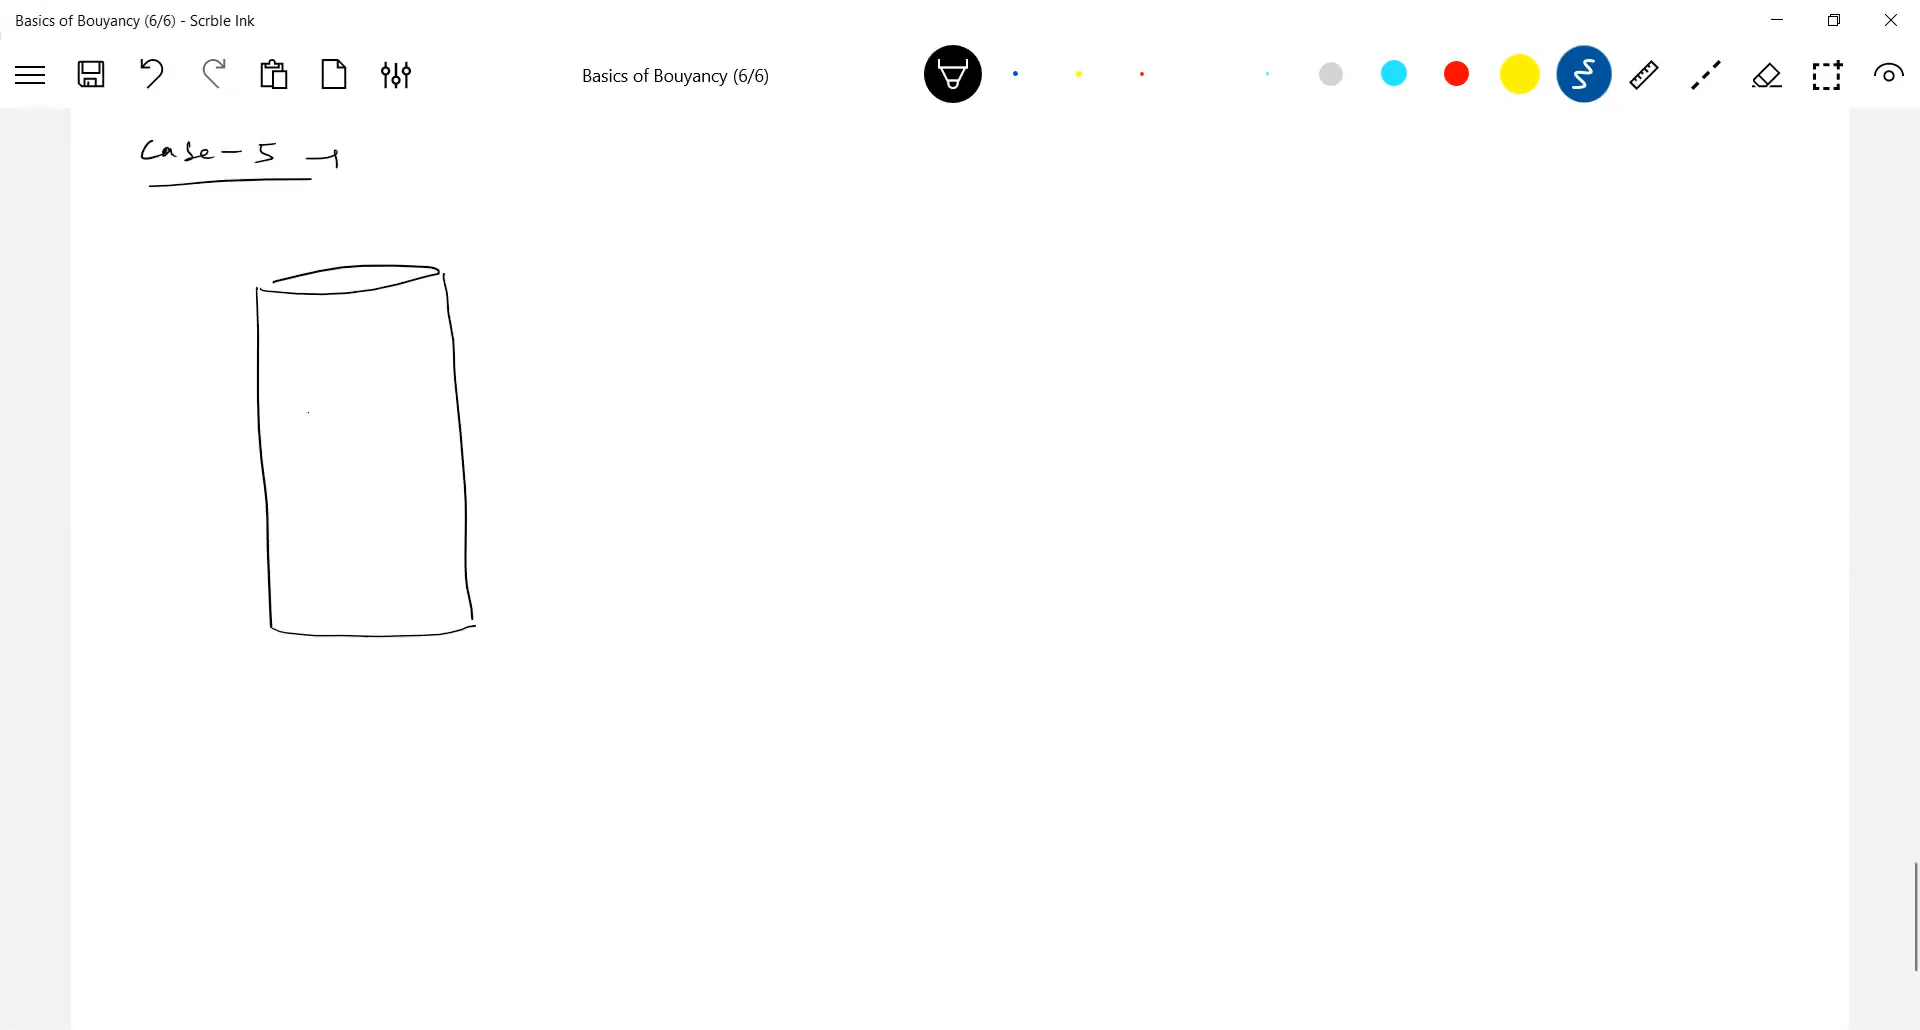 Basics of Bouyancy (6/6) - Scrble Ink
Basics of Bouyancy (6/6)
Case - 5